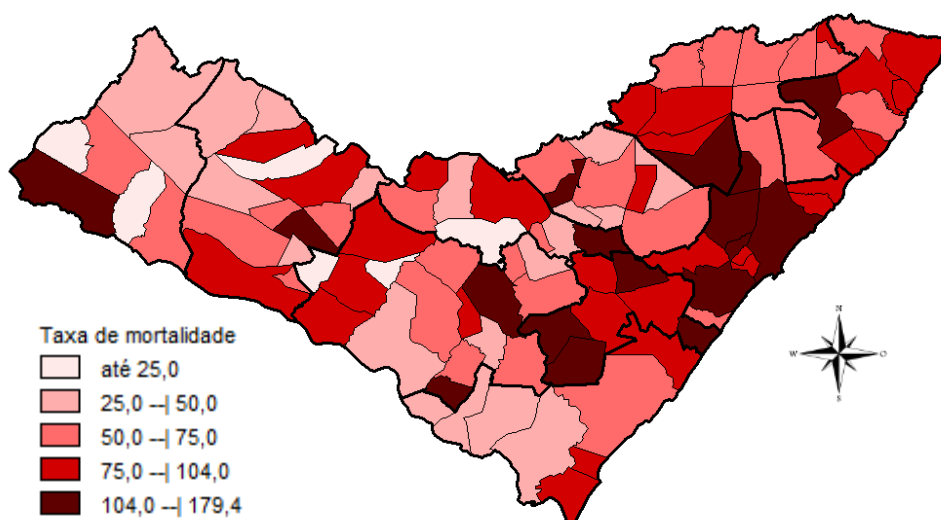 Taxa de mortalidade
até 25,0
25,0 --| 50,0
50,0 --| 75,0
75,0 --| 104,0
104,0 --| 179,4
N
W
O
S